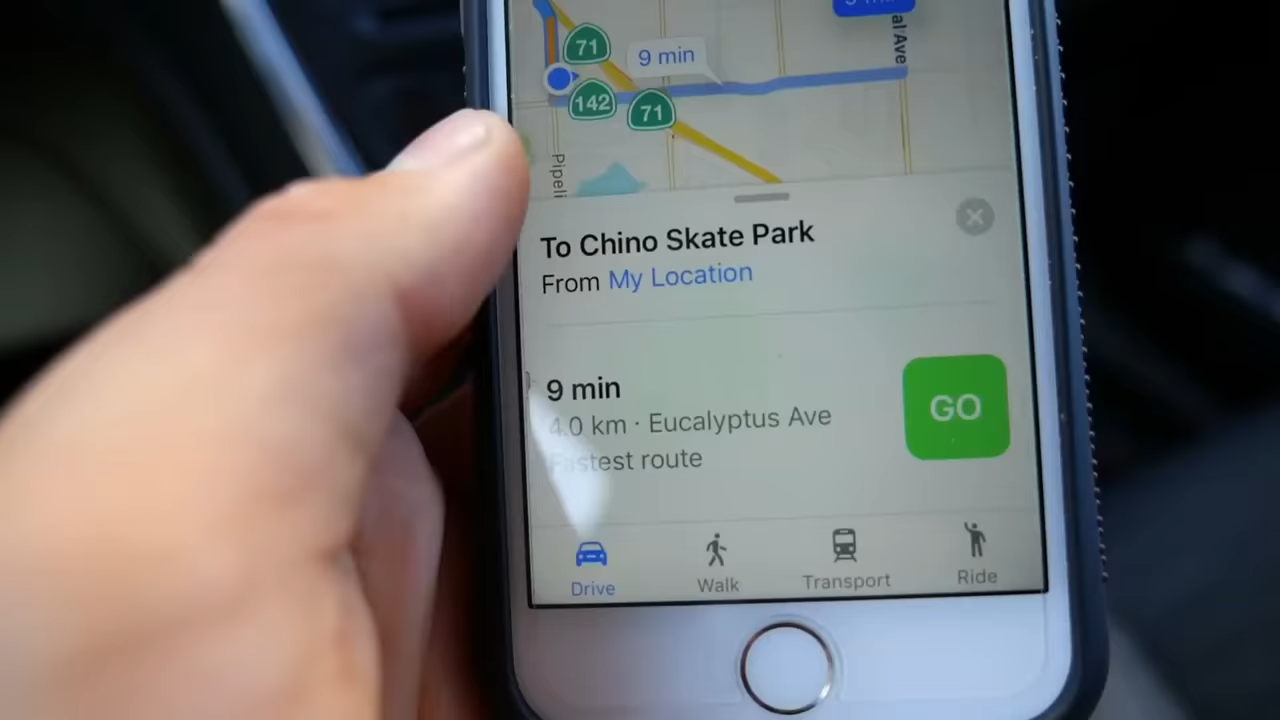 71
9 min
al Ave
142
71
Pipeli
To Chino Skate Park
From My Location
9 min
4.0 km · Eucalyptus Ave
Fastest route
GO
Drive
Walk
Transport
Ride